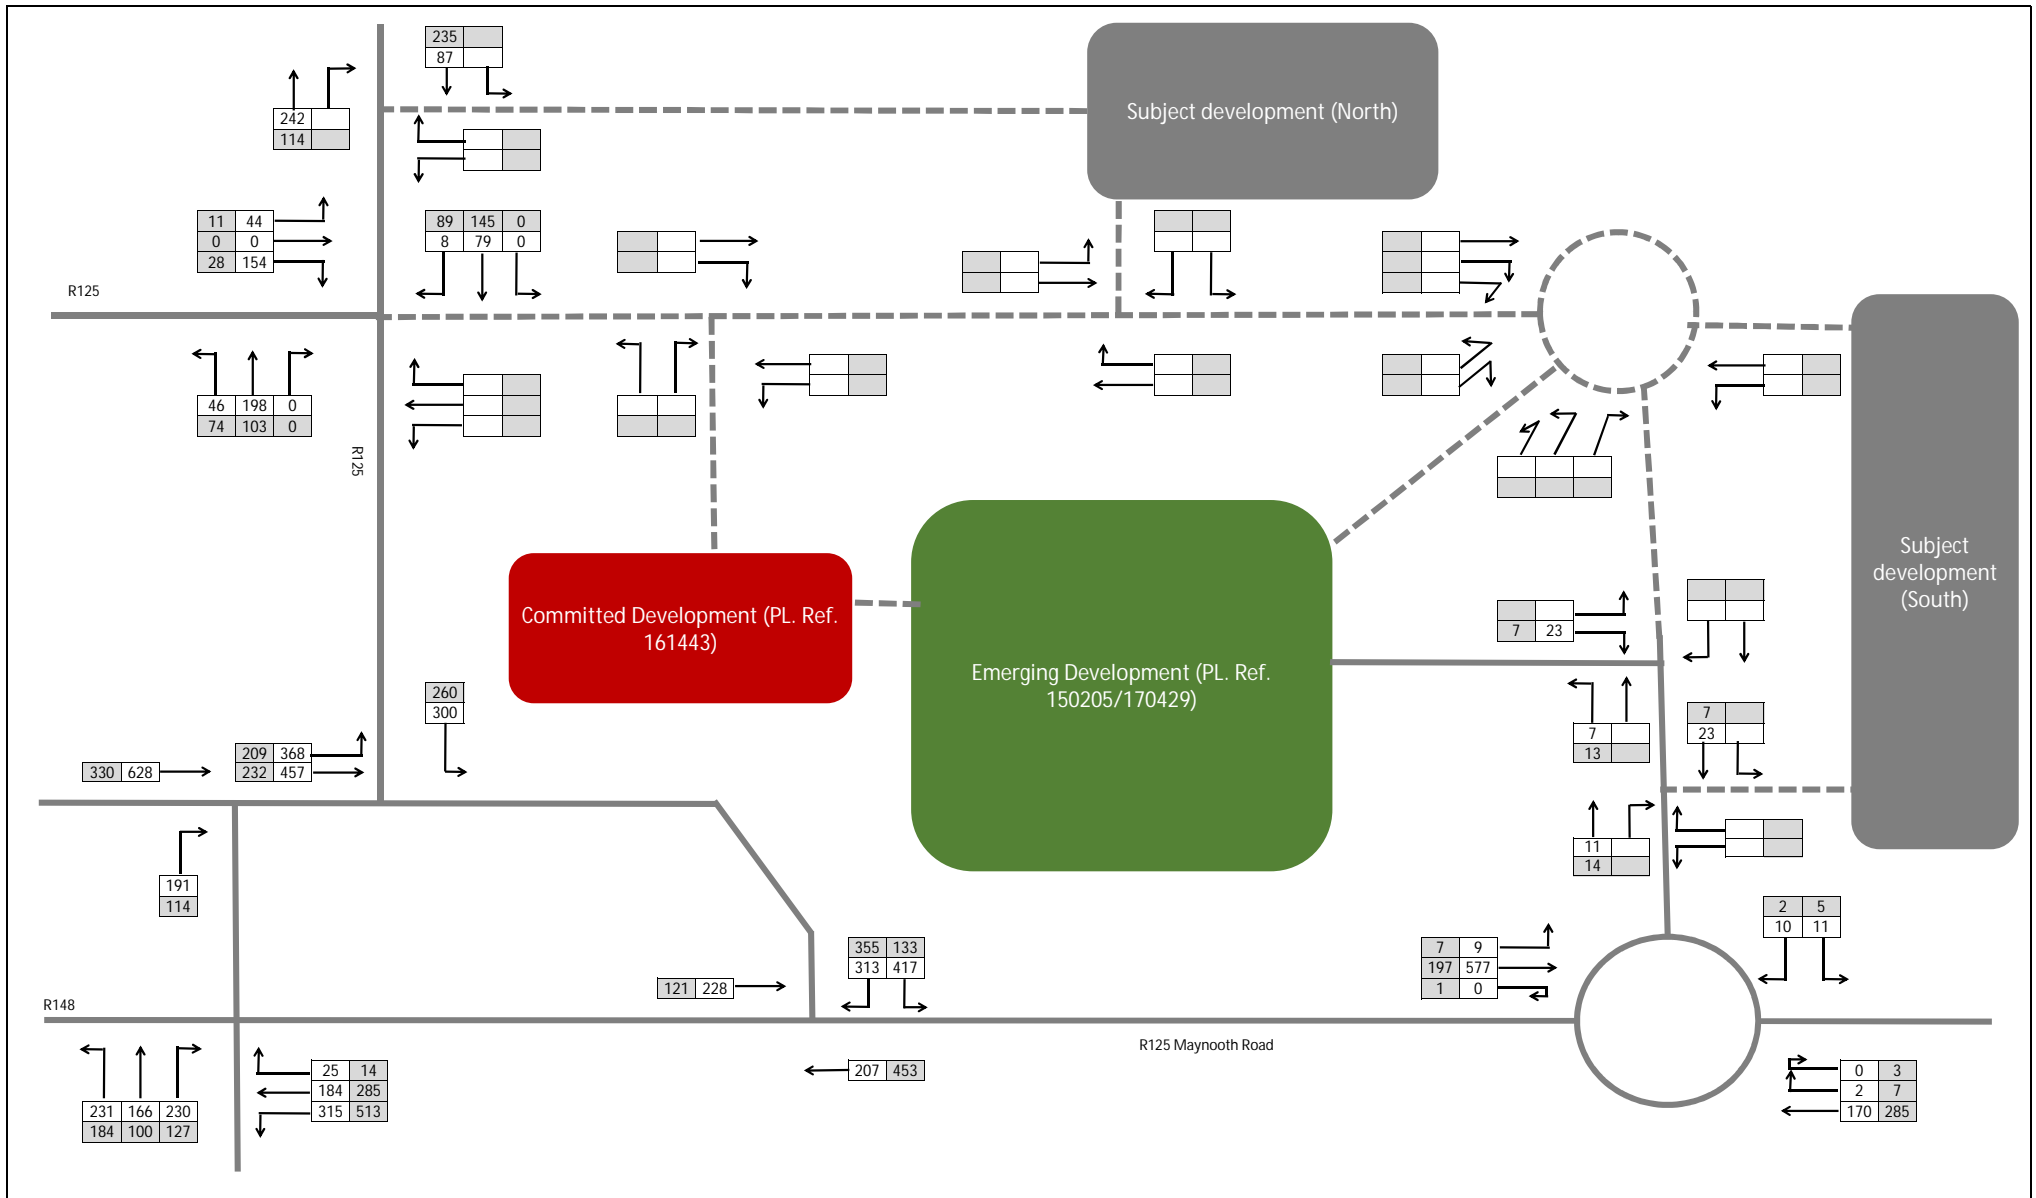 235
87
242
114
Subject development (North)
11 44
0 0
28 154
89 145 0
8 79 0
R125
46 198 0
74 103 0
R125
Committed Development (PL. Ref.
161443)
Emerging Development (PL. Ref.
150205/170429)
Subject
development
(South)
7 23
7
13
7
23
260
300
209 368
232 457
330 628
191
114
11
14
2 5
10 11
355 133
313 417
121 228
7 9
197 577
1 0
R148
R125 Maynooth Road
231 166 230
184 100 127
25 14
184 285
315 513
207 453
0 3
2 7
170 285